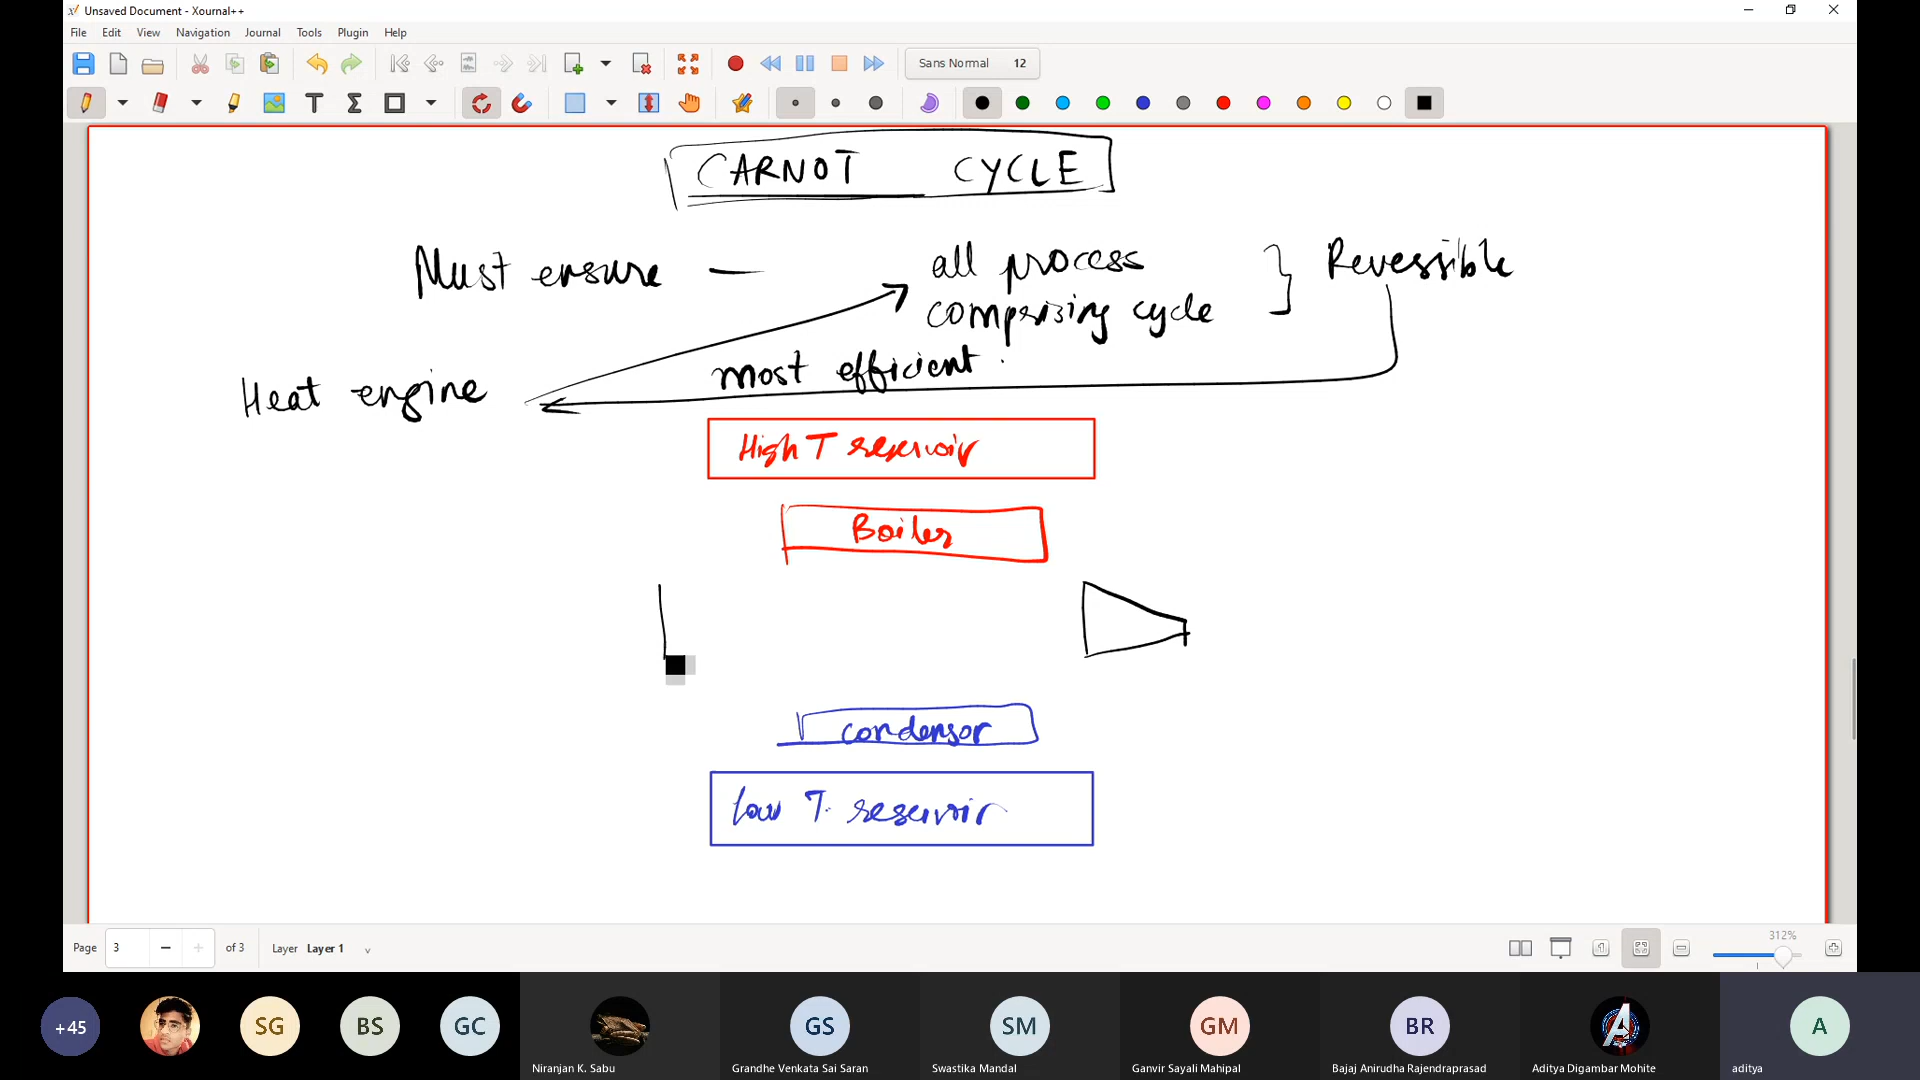 Unsaved Document - Xournal++
File Edit View Navigation Journal Tools Plugin Help
Sans Normal 12
CARNOT CYCLE
Must ensure — all process } Reversible
comprising cycle
most efficient.
Heat engine
High T reservoir
Boiler
condensor
low T. reservoir
Page 3 of 3 Layer Layer 1
312%
+45 SG BS GC GS SM GM BR A
Niranjan K. Sabu Grandhe Venkata Sai Saran Swastika Mandal Ganvir Sayali Mahipal Bajaj Anirudha Rajendraprasad Aditya Digambar Mohite aditya